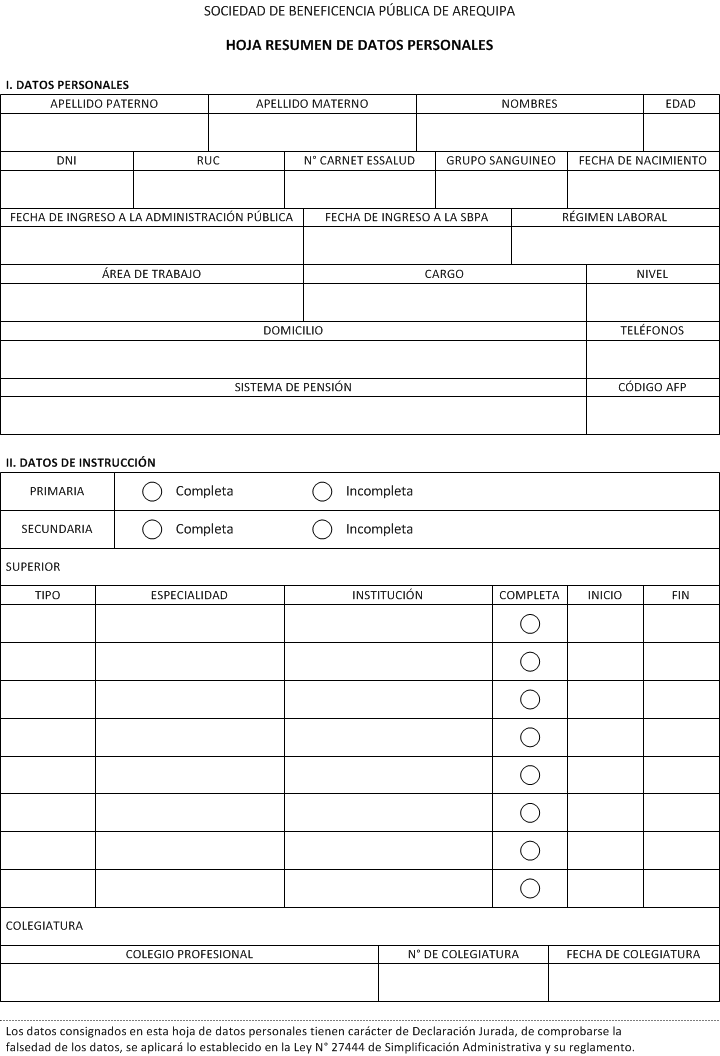 SOCIEDAD DE BENEFICENCIA PÚBLICA DE AREQUIPA
HOJA RESUMEN DE DATOS PERSONALES
I. DATOS PERSONALES
APELLIDO PATERNO APELLIDO MATERNO NOMBRES EDAD
DNI RUC N° CARNET ESSALUD GRUPO SANGUINEO FECHA DE NACIMIENTO
FECHA DE INGRESO A LA ADMINISTRACIÓN PÚBLICA FECHA DE INGRESO A LA SBPA RÉGIMEN LABORAL
ÁREA DE TRABAJO CARGO NIVEL
DOMICILIO TELÉFONOS
SISTEMA DE PENSIÓN CÓDIGO AFP
II. DATOS DE INSTRUCCIÓN
PRIMARIA Completa Incompleta
SECUNDARIA Completa Incompleta
SUPERIOR
TIPO ESPECIALIDAD INSTITUCIÓN COMPLETA INICIO FIN
COLEGIATURA
COLEGIO PROFESIONAL N° DE COLEGIATURA FECHA DE COLEGIATURA
Los datos consignados en esta hoja de datos personales tienen carácter de Declaración Jurada, de comprobarse la
falsedad de los datos, se aplicará lo establecido en la Ley N° 27444 de Simplificación Administrativa y su reglamento.